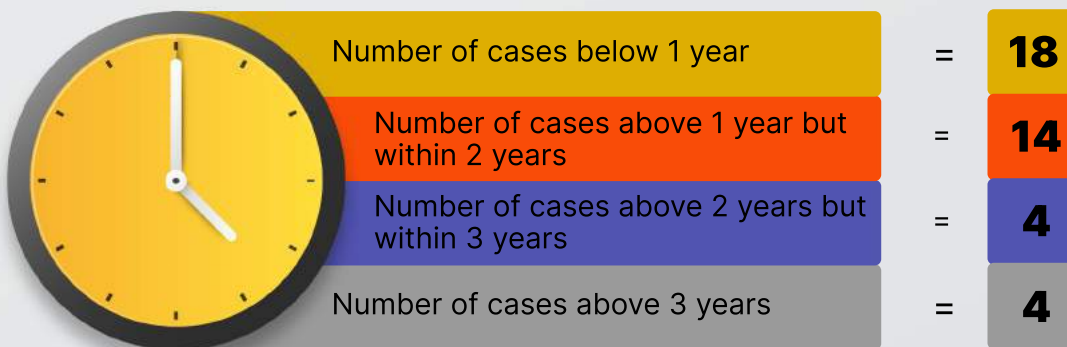 Number of cases below 1 year = 18
Number of cases above 1 year but
within 2 years = 14
Number of cases above 2 years but
within 3 years = 4
Number of cases above 3 years = 4